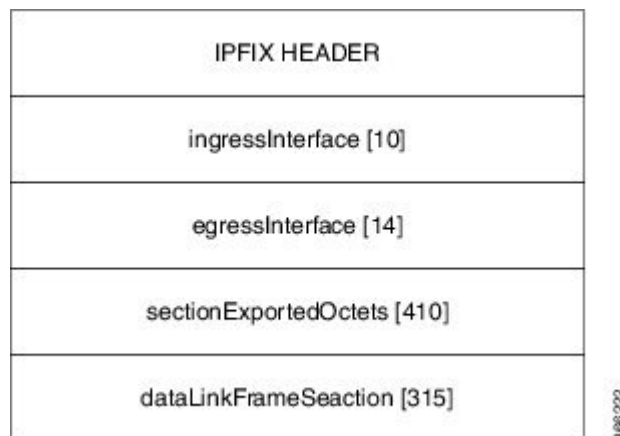 IPFIX HEADER
ingressInterface [10]
egressInterface [14]
sectionExportedOctets [410]
dataLinkFrameSeaction [315]